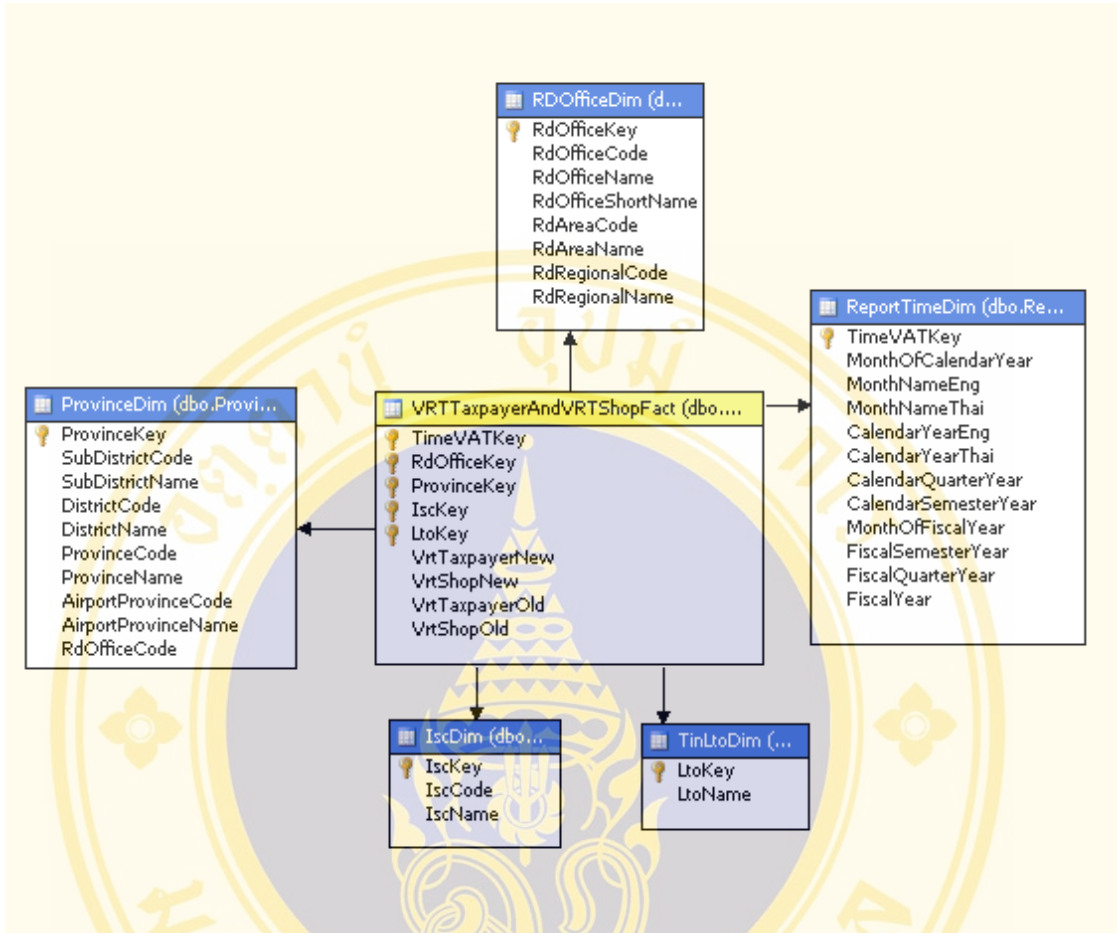 RDOfficeDim (d...
RdOfficeKey
RdOfficeCode
RdOfficeName
RdOfficeShortName
RdAreaCode
RdAreaName
RdRegionalCode
RdRegionalName
ReportTimeDim (dbo.Re...
TimeVATKey
MonthOfCalendarYear
MonthNameEng
MonthNameThai
CalendarYearEng
CalendarYearThai
CalendarQuarterYear
CalendarSemesterYear
MonthOfFiscalYear
FiscalSemesterYear
FiscalQuarterYear
FiscalYear
ProvinceDim (dbo.Provi...
ProvinceKey
SubDistrictCode
SubDistrictName
DistrictCode
DistrictName
ProvinceCode
ProvinceName
AirportProvinceCode
AirportProvinceName
RdOfficeCode
VRTTaxpayerAndVRTShopFact (dbo....
TimeVATKey
RdOfficeKey
ProvinceKey
IscKey
LtoKey
VrtTaxpayerNew
VrtShopNew
VrtTaxpayerOld
VrtShopOld
IscDim (dbo...
IscKey
IscCode
IscName
TinLtoDim (...
LtoKey
LtoName